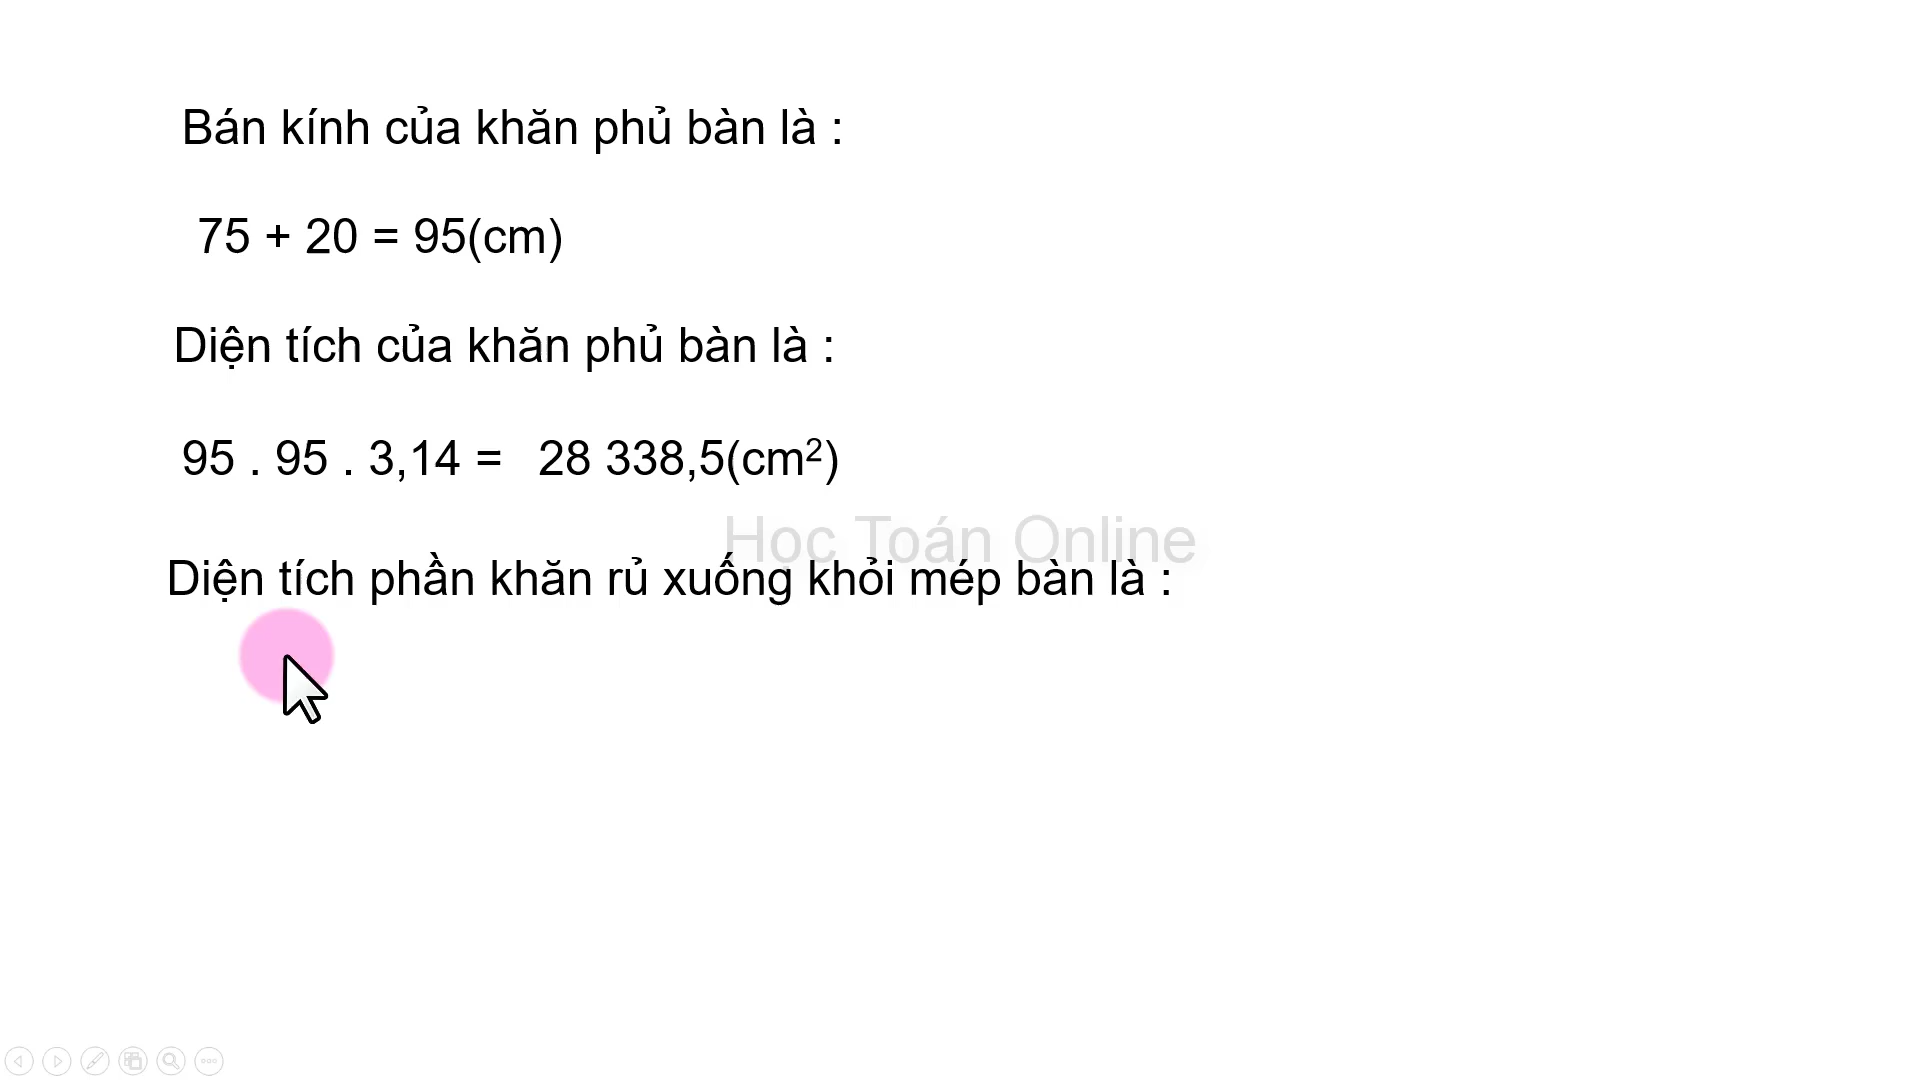 Bán kính của khăn phủ bàn là :
75 + 20 = 95(cm)
Diện tích của khăn phủ bàn là :
95 . 95 . 3,14 = 28 338,5(cm²)
Học Toán Online
Diện tích phần khăn rủ xuống khỏi mép bàn là :